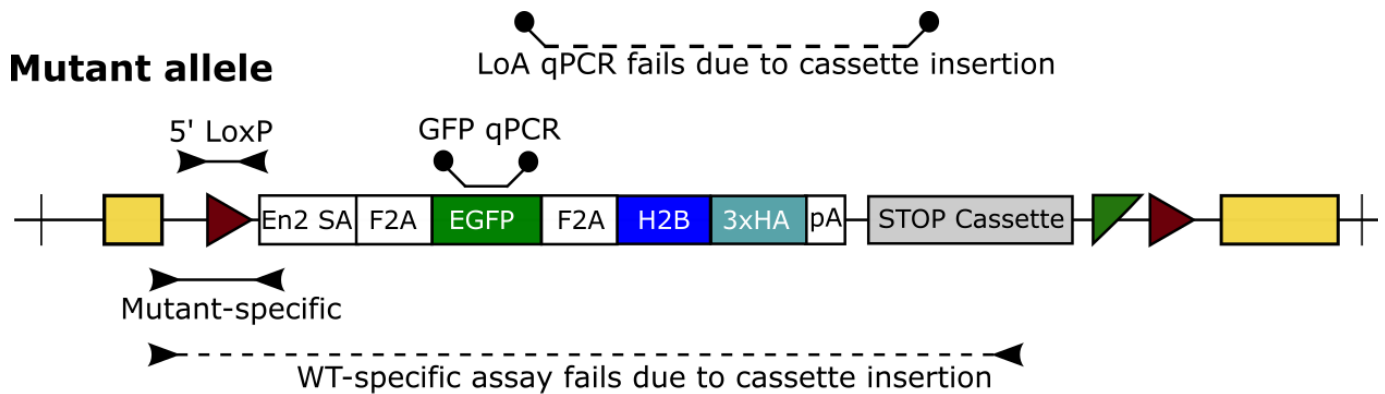 LoA qPCR fails due to cassette insertion
Mutant allele
5' LoxP
GFP qPCR
En2 SA F2A EGFP F2A H2B 3xHA pA STOP Cassette
Mutant-specific
WT-specific assay fails due to cassette insertion